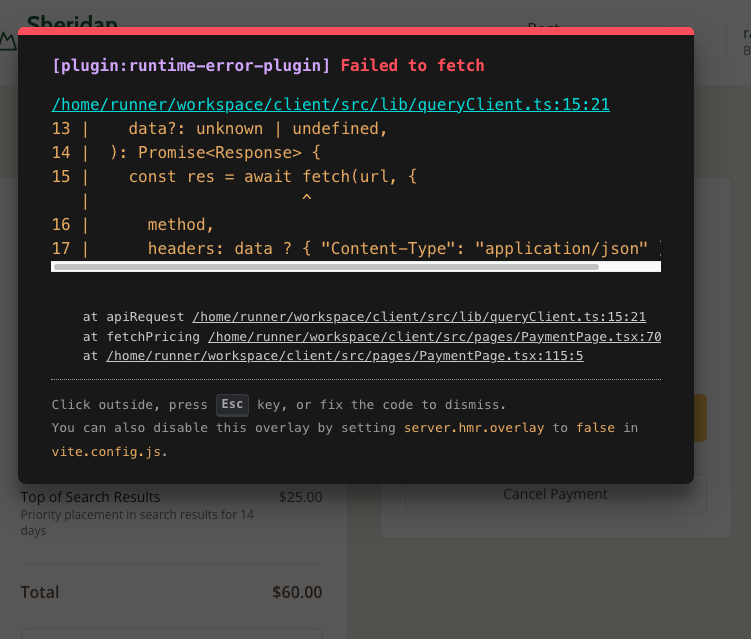 Sheridan
[plugin:runtime-error-plugin] Failed to fetch
/home/runner/workspace/client/src/lib/queryClient.ts:15:21
13 |    data?: unknown | undefined,
14 |  ): Promise<Response> {
15 |    const res = await fetch(url, {
   |                      ^
16 |      method,
17 |      headers: data ? { "Content-Type": "application/json" }
at apiRequest /home/runner/workspace/client/src/lib/queryClient.ts:15:21
at fetchPricing /home/runner/workspace/client/src/pages/PaymentPage.tsx:70
at /home/runner/workspace/client/src/pages/PaymentPage.tsx:115:5
Click outside, press Esc key, or fix the code to dismiss.
You can also disable this overlay by setting server.hmr.overlay to false in
vite.config.js.
Cancel Payment
Top of Search Results $25.00
Priority placement in search results for 14
days
Total $60.00